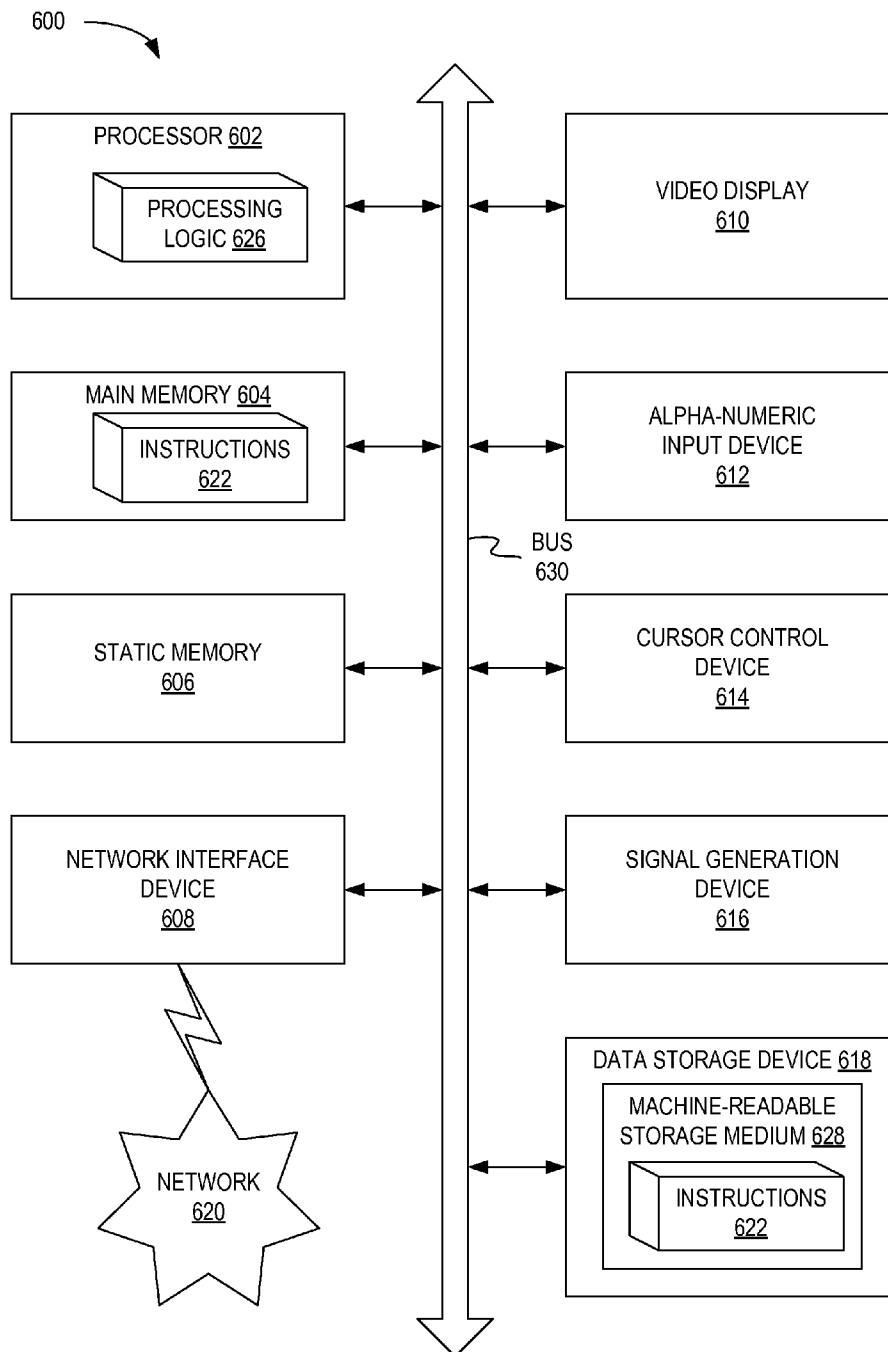 600
PROCESSOR 602
PROCESSING
LOGIC 626
VIDEO DISPLAY
610
MAIN MEMORY 604
INSTRUCTIONS
622
ALPHA-NUMERIC
INPUT DEVICE
612
BUS
630
STATIC MEMORY
606
CURSOR CONTROL
DEVICE
614
NETWORK INTERFACE
DEVICE
608
SIGNAL GENERATION
DEVICE
616
DATA STORAGE DEVICE 618
MACHINE-READABLE
STORAGE MEDIUM 628
INSTRUCTIONS
622
NETWORK
620